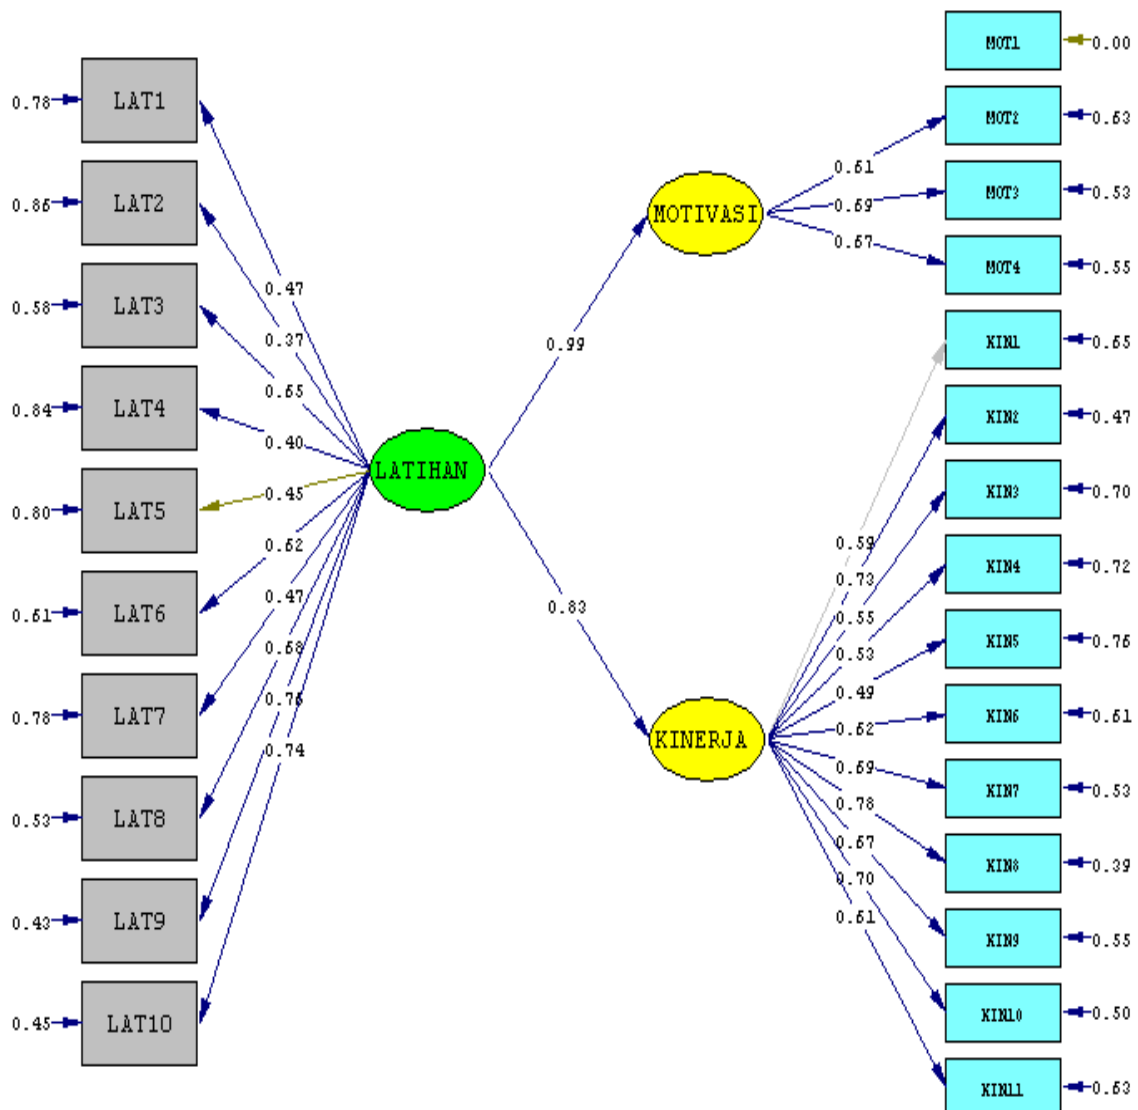 0.78
LAT1
0.86
LAT2
0.58
LAT3
0.84
LAT4
0.80
LAT5
0.61
LAT6
0.78
LAT7
0.53
LAT8
0.43
LAT9
0.45
LAT10
0.47
0.37
0.65
0.40
0.45
0.62
0.47
0.68
0.76
0.74
LATIHAN
0.99
0.83
MOTIVASI
KINERJA
0.61
0.69
0.67
0.59
0.73
0.55
0.53
0.49
0.62
0.69
0.78
0.67
0.70
0.61
MOT1
0.00
MOT2
0.63
MOT3
0.53
MOT4
0.55
KIN1
0.65
KIN2
0.47
KIN3
0.70
KIN4
0.72
KIN5
0.76
KIN6
0.61
KIN7
0.53
KIN8
0.39
KIN9
0.55
KIN10
0.50
KIN11
0.63